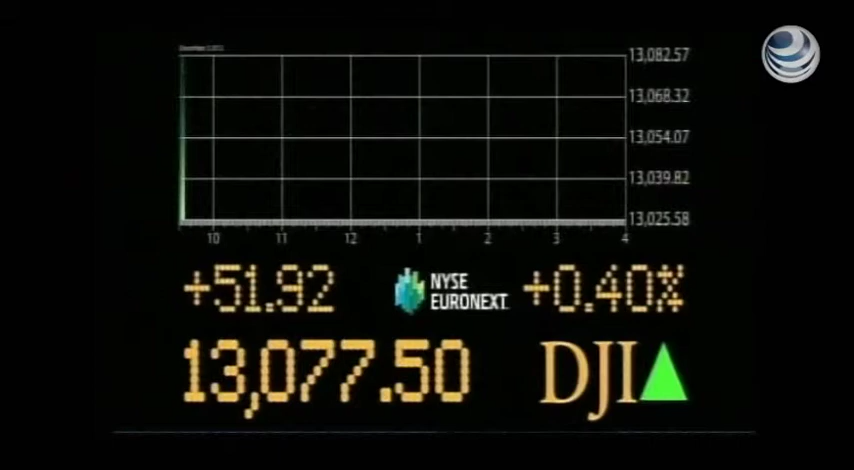 13,082.57
13,068.32
13,054.07
13,039.82
13,025.58
10 11 12 1 2 3 4
+51.92 NYSE EURONEXT +0.40%
13,077.50 DJI